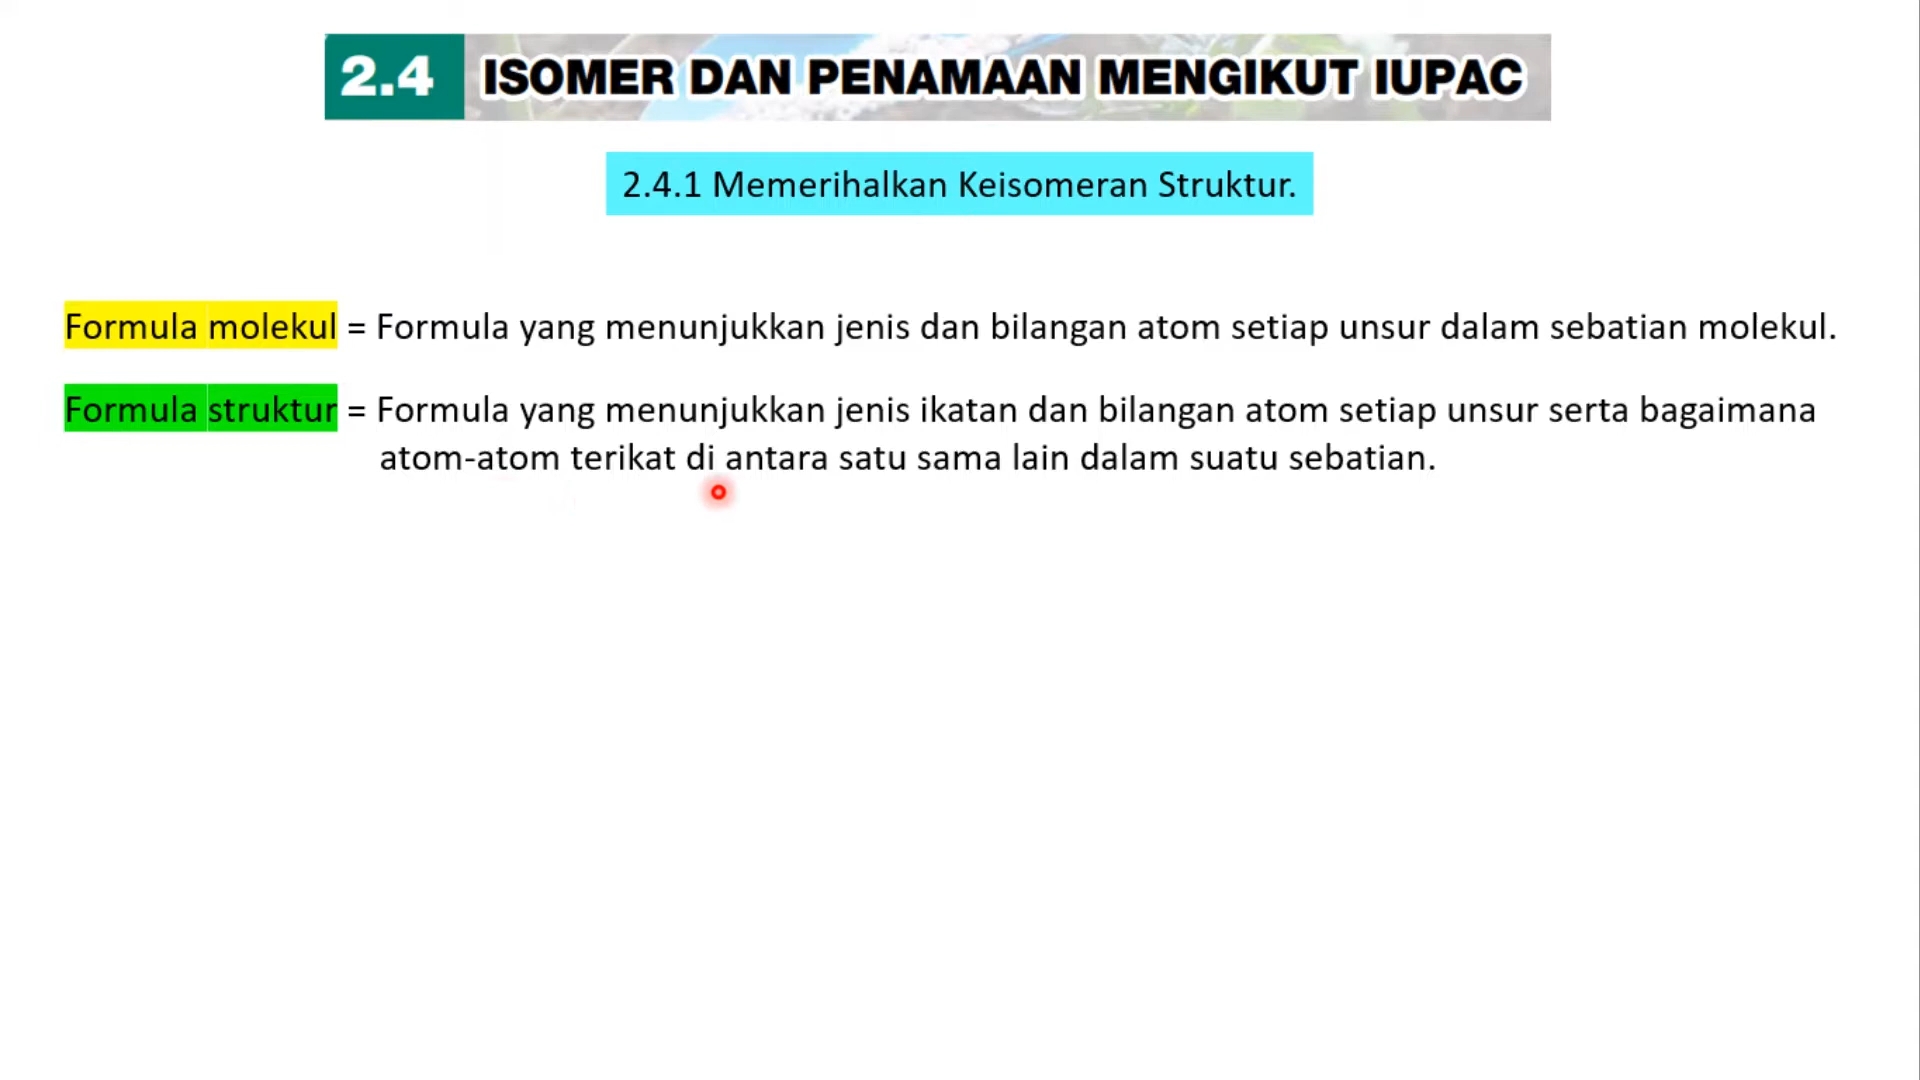 2.4 ISOMER DAN PENAMAAN MENGIKUT IUPAC
2.4.1 Memerihalkan Keisomeran Struktur.
Formula molekul = Formula yang menunjukkan jenis dan bilangan atom setiap unsur dalam sebatian molekul.
Formula struktur = Formula yang menunjukkan jenis ikatan dan bilangan atom setiap unsur serta bagaimana
atom-atom terikat di antara satu sama lain dalam suatu sebatian.